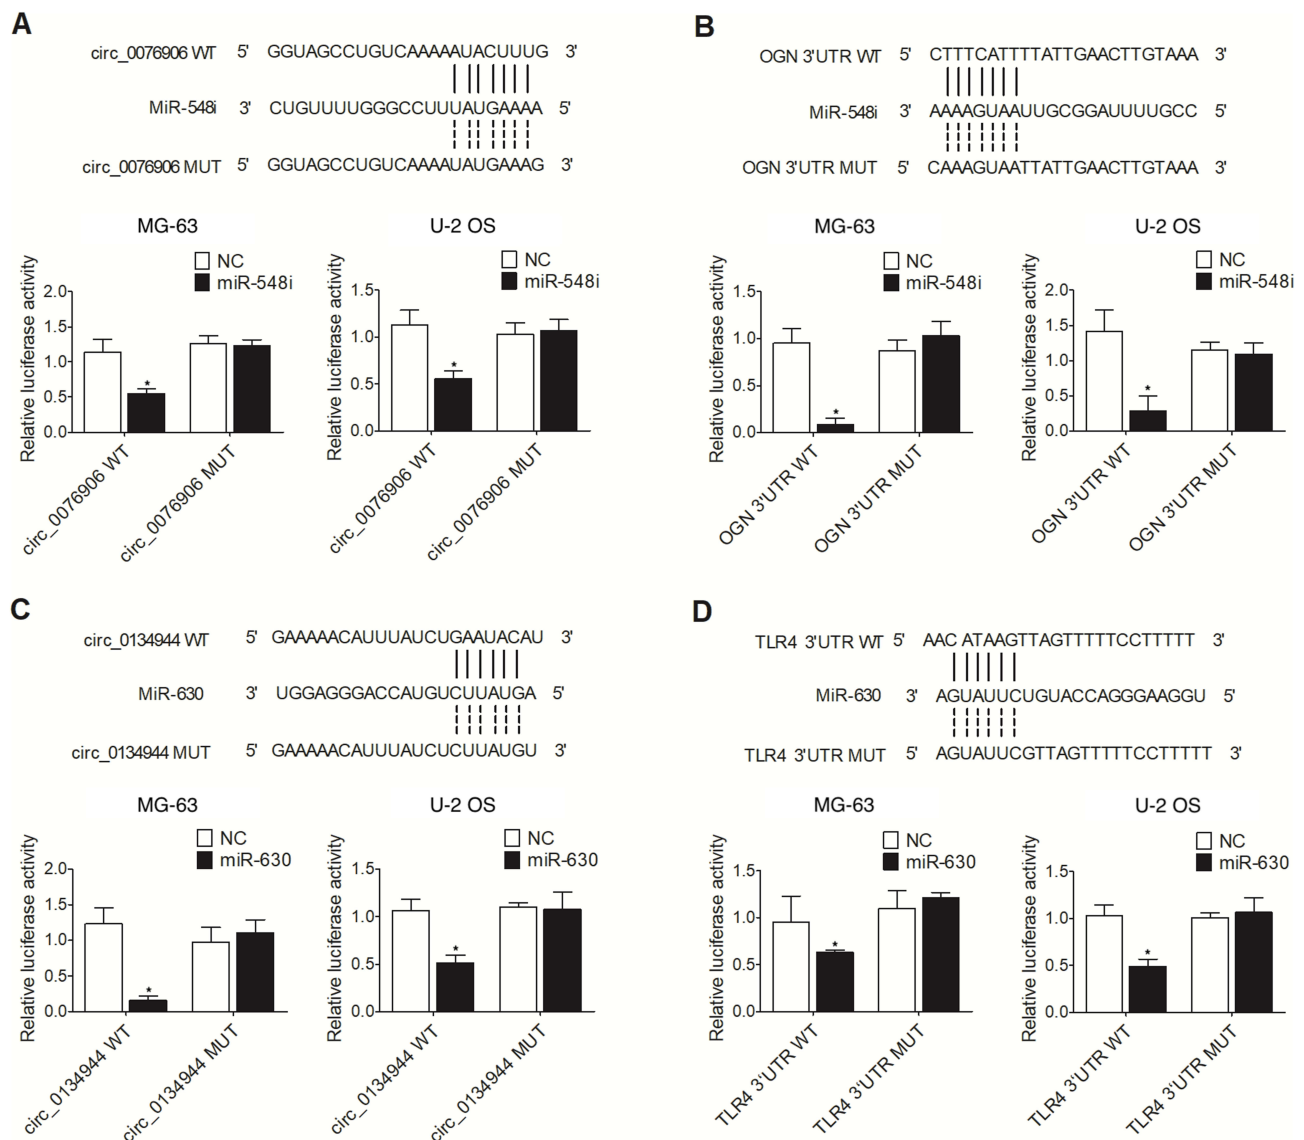 A
circ_0076906 WT 5' GGUAGCCUGUCAAAAAUACUUUG 3'
MiR-548i 3' CUGUUUUGGGCCUUUAUGAAAA 5'
circ_0076906 MUT 5' GGUAGCCUGUCAAAAUAUGAAAG 3'
MG-63
NC
miR-548i
Relative luciferase activity
2.0
1.5
1.0
0.5
0.0
*
circ_0076906 WT
circ_0076906 MUT
U-2 OS
NC
miR-548i
Relative luciferase activity
1.5
1.0
0.5
0.0
*
circ_0076906 WT
circ_0076906 MUT
B
OGN 3'UTR WT 5' CTTTCATTTTATTGAACTTGTAAA 3'
MiR-548i 3' AAAAGUAAUUGCGGAUUUUGCC 5'
OGN 3'UTR MUT 5' CAAAGUAATTATTGAACTTGTAAA 3'
MG-63
NC
miR-548i
Relative luciferase activity
1.5
1.0
0.5
0.0
*
OGN 3'UTR WT
OGN 3'UTR MUT
U-2 OS
NC
miR-548i
Relative luciferase activity
2.0
1.5
1.0
0.5
0.0
*
OGN 3'UTR WT
OGN 3'UTR MUT
C
circ_0134944 WT 5' GAAAAACAUUUAUCUGAAUACAU 3'
MiR-630 3' UGGAGGGACCAUGUCUUAUGA 5'
circ_0134944 MUT 5' GAAAAACAUUUAUCUCUUAUGU 3'
MG-63
NC
miR-630
Relative luciferase activity
2.0
1.5
1.0
0.5
0.0
*
circ_0134944 WT
circ_0134944 MUT
U-2 OS
NC
miR-630
Relative luciferase activity
1.5
1.0
0.5
0.0
*
circ_0134944 WT
circ_0134944 MUT
D
TLR4 3'UTR WT 5' AAC ATAAGTTAGTTTTTCCTTTTT 3'
MiR-630 3' AGUAUUCUGUACCAGGGAAGGU 5'
TLR4 3'UTR MUT 5' AGUAUUCGTTAGTTTTTCCTTTTT 3'
MG-63
NC
miR-630
Relative luciferase activity
1.5
1.0
0.5
0.0
*
TLR4 3'UTR WT
TLR4 3'UTR MUT
U-2 OS
NC
miR-630
Relative luciferase activity
1.5
1.0
0.5
0.0
*
TLR4 3'UTR WT
TLR4 3'UTR MUT